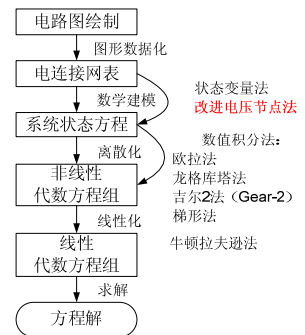 电路图绘制
图形数据化
电连接网表
数学建模
状态变量法
改进电压节点法
系统状态方程
离散化
数值积分法：
欧拉法
龙格库塔法
吉尔2法（Gear-2）
梯形法
非线性
代数方程组
线性化
牛顿拉夫逊法
线性
代数方程组
求解
方程解